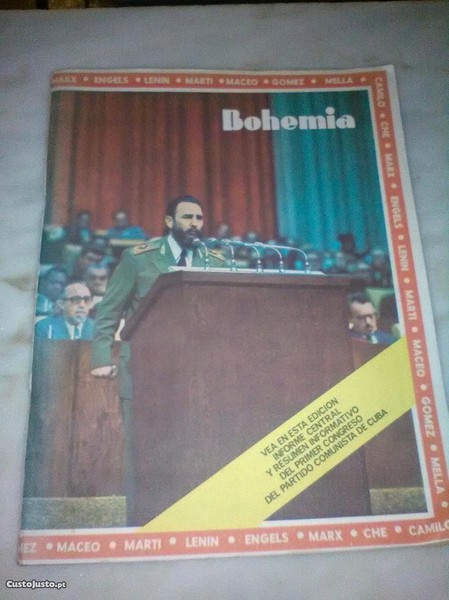 MARX • ENGELS • LENIN • MARTI • MACEO • GOMEZ • MELLA •
CAMILO • CHE • MARX • ENGELS • LENIN • MARTI • MACEO • GOMEZ • MELLA •
Bohemia
VEA EN ESTA EDICION
INFORME CENTRAL
Y RESUMEN INFORMATIVO
DEL PRIMER CONGRESO
DEL PARTIDO COMUNISTA DE CUBA
MEZ • MACEO • MARTI • LENIN • ENGELS • MARX • CHE • CAMILO
© CustoJusto.pt